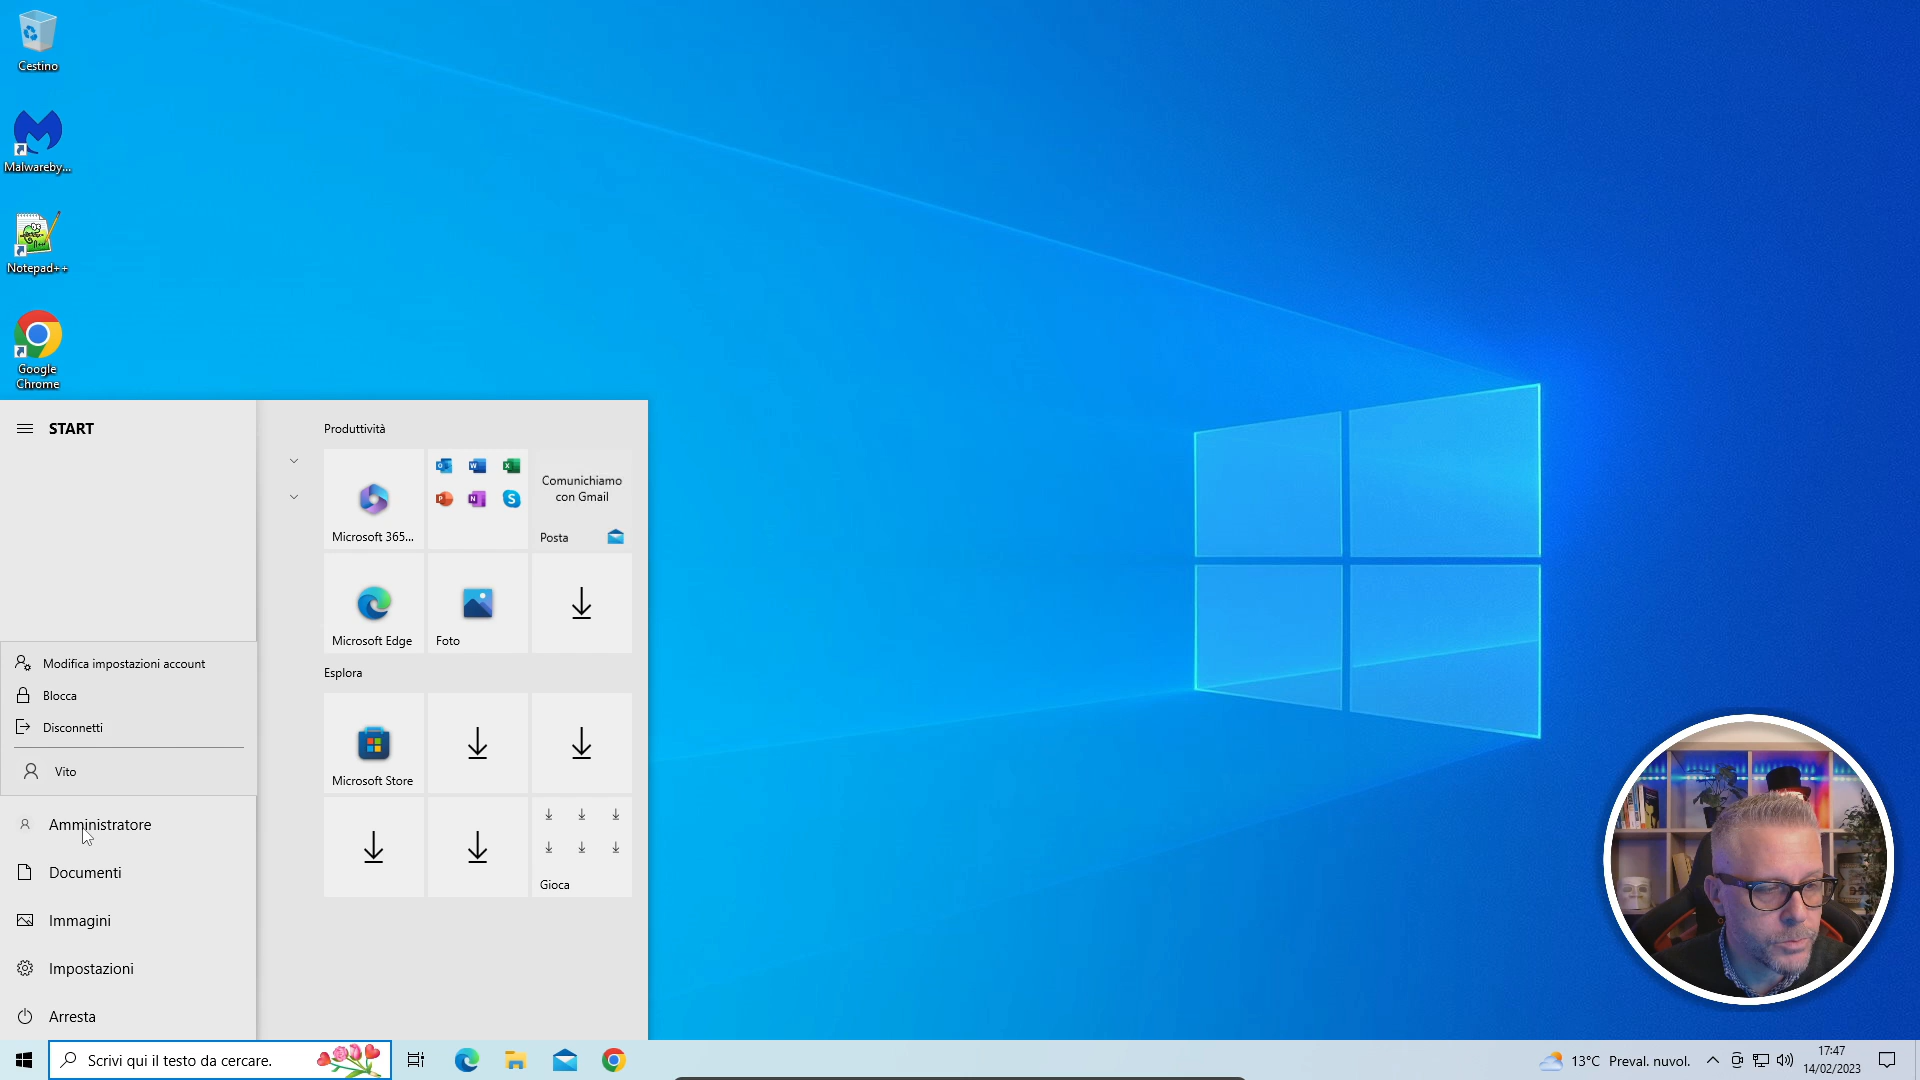 Cestino
Malwareby...
Notepad++
Google
Chrome
START
Modifica impostazioni account
Blocca
Disconnetti
Vito
Amministratore
Documenti
Immagini
Impostazioni
Arresta
Produttività
Microsoft 365...
Comunichiamo
con Gmail
Posta
Microsoft Edge
Foto
Esplora
Microsoft Store
Gioca
Scrivi qui il testo da cercare.
13°C Preval. nuvol.
17:47
14/02/2023